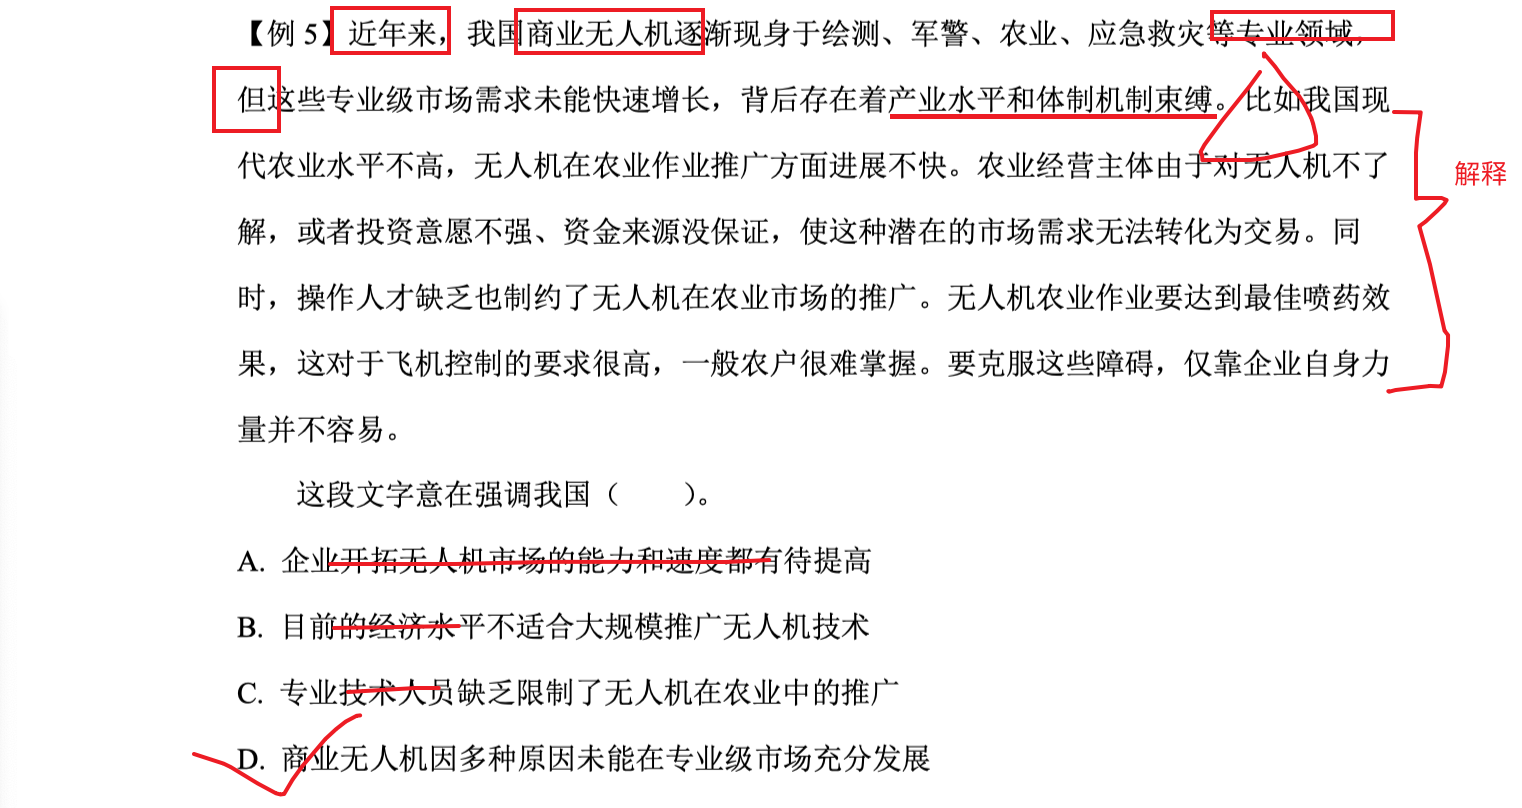 【例 5】近年来，我国商业无人机逐渐现身于绘测、军警、农业、应急救灾等专业领域，
但这些专业级市场需求未能快速增长，背后存在着产业水平和体制机制束缚。比如我国现
代农业水平不高，无人机在农业作业推广方面进展不快。农业经营主体由于对无人机不了
解，或者投资意愿不强、资金来源没保证，使这种潜在的市场需求无法转化为交易。同
时，操作人才缺乏也制约了无人机在农业市场的推广。无人机农业作业要达到最佳喷药效
果，这对于飞机控制的要求很高，一般农户很难掌握。要克服这些障碍，仅靠企业自身力
量并不容易。
解释
这段文字意在强调我国（　　）。
A. 企业开拓无人机市场的能力和速度都有待提高
B. 目前的经济水平不适合大规模推广无人机技术
C. 专业技术人员缺乏限制了无人机在农业中的推广
D. 商业无人机因多种原因未能在专业级市场充分发展